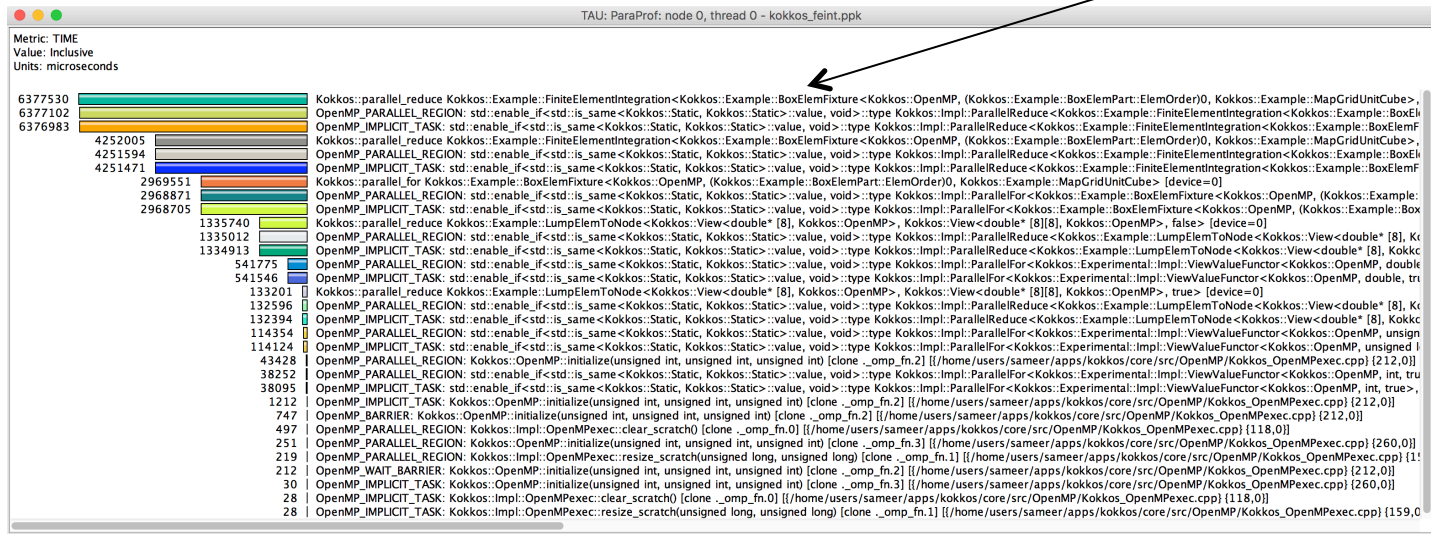 TAU: ParaProf: node 0, thread 0 - kokkos_feint.ppk
Metric: TIME
Value: Inclusive
Units: microseconds
6377530 Kokkos::parallel_reduce Kokkos::Example::FiniteElementIntegration<Kokkos::Example::BoxElemFixture<Kokkos::OpenMP, (Kokkos::Example::BoxElemPart::ElemOrder)0, Kokkos::Example::MapGridUnitCube>,
6377102 OpenMP_PARALLEL_REGION: std::enable_if<std::is_same<Kokkos::Static, Kokkos::Static>::value, void>::type Kokkos::Impl::ParallelReduce<Kokkos::Example::FiniteElementIntegration<Kokkos::Example::BoxEl
6376983 OpenMP_IMPLICIT_TASK: std::enable_if<std::is_same<Kokkos::Static, Kokkos::Static>::value, void>::type Kokkos::Impl::ParallelReduce<Kokkos::Example::FiniteElementIntegration<Kokkos::Example::BoxElemF
4252005 Kokkos::parallel_reduce Kokkos::Example::FiniteElementIntegration<Kokkos::Example::BoxElemFixture<Kokkos::OpenMP, (Kokkos::Example::BoxElemPart::ElemOrder)0, Kokkos::Example::MapGridUnitCube>,
4251594 OpenMP_PARALLEL_REGION: std::enable_if<std::is_same<Kokkos::Static, Kokkos::Static>::value, void>::type Kokkos::Impl::ParallelReduce<Kokkos::Example::FiniteElementIntegration<Kokkos::Example::BoxEl
4251471 OpenMP_IMPLICIT_TASK: std::enable_if<std::is_same<Kokkos::Static, Kokkos::Static>::value, void>::type Kokkos::Impl::ParallelReduce<Kokkos::Example::FiniteElementIntegration<Kokkos::Example::BoxElemF
2969551 Kokkos::parallel_for Kokkos::Example::BoxElemFixture<Kokkos::OpenMP, (Kokkos::Example::BoxElemPart::ElemOrder)0, Kokkos::Example::MapGridUnitCube> [device=0]
2968871 OpenMP_PARALLEL_REGION: std::enable_if<std::is_same<Kokkos::Static, Kokkos::Static>::value, void>::type Kokkos::Impl::ParallelFor<Kokkos::Example::BoxElemFixture<Kokkos::OpenMP, (Kokkos::Example:
2968705 OpenMP_IMPLICIT_TASK: std::enable_if<std::is_same<Kokkos::Static, Kokkos::Static>::value, void>::type Kokkos::Impl::ParallelFor<Kokkos::Example::BoxElemFixture<Kokkos::OpenMP, (Kokkos::Example::Box
1335740 Kokkos::parallel_reduce Kokkos::Example::LumpElemToNode<Kokkos::View<double* [8], Kokkos::OpenMP>, Kokkos::View<double* [8][8], Kokkos::OpenMP>, false> [device=0]
1335012 OpenMP_PARALLEL_REGION: std::enable_if<std::is_same<Kokkos::Static, Kokkos::Static>::value, void>::type Kokkos::Impl::ParallelReduce<Kokkos::Example::LumpElemToNode<Kokkos::View<double* [8], Ko
1334913 OpenMP_IMPLICIT_TASK: std::enable_if<std::is_same<Kokkos::Static, Kokkos::Static>::value, void>::type Kokkos::Impl::ParallelReduce<Kokkos::Example::LumpElemToNode<Kokkos::View<double* [8], Kokkc
541775 OpenMP_PARALLEL_REGION: std::enable_if<std::is_same<Kokkos::Static, Kokkos::Static>::value, void>::type Kokkos::Impl::ParallelFor<Kokkos::Experimental::Impl::ViewValueFunctor<Kokkos::OpenMP, double
541546 OpenMP_IMPLICIT_TASK: std::enable_if<std::is_same<Kokkos::Static, Kokkos::Static>::value, void>::type Kokkos::Impl::ParallelFor<Kokkos::Experimental::Impl::ViewValueFunctor<Kokkos::OpenMP, double, tru
133201 Kokkos::parallel_reduce Kokkos::Example::LumpElemToNode<Kokkos::View<double* [8], Kokkos::OpenMP>, Kokkos::View<double* [8][8], Kokkos::OpenMP>, true> [device=0]
132596 OpenMP_PARALLEL_REGION: std::enable_if<std::is_same<Kokkos::Static, Kokkos::Static>::value, void>::type Kokkos::Impl::ParallelReduce<Kokkos::Example::LumpElemToNode<Kokkos::View<double* [8], Ko
132394 OpenMP_IMPLICIT_TASK: std::enable_if<std::is_same<Kokkos::Static, Kokkos::Static>::value, void>::type Kokkos::Impl::ParallelReduce<Kokkos::Example::LumpElemToNode<Kokkos::View<double* [8], Kokkc
114354 OpenMP_PARALLEL_REGION: std::enable_if<std::is_same<Kokkos::Static, Kokkos::Static>::value, void>::type Kokkos::Impl::ParallelFor<Kokkos::Experimental::Impl::ViewValueFunctor<Kokkos::OpenMP, unsign
114124 OpenMP_IMPLICIT_TASK: std::enable_if<std::is_same<Kokkos::Static, Kokkos::Static>::value, void>::type Kokkos::Impl::ParallelFor<Kokkos::Experimental::Impl::ViewValueFunctor<Kokkos::OpenMP, unsigned l
43428 OpenMP_PARALLEL_REGION: Kokkos::OpenMP::initialize(unsigned int, unsigned int, unsigned int) [clone ._omp_fn.2] [{/home/users/sameer/apps/kokkos/core/src/OpenMP/Kokkos_OpenMPexec.cpp} {212,0}]
38252 OpenMP_PARALLEL_REGION: std::enable_if<std::is_same<Kokkos::Static, Kokkos::Static>::value, void>::type Kokkos::Impl::ParallelFor<Kokkos::Experimental::Impl::ViewValueFunctor<Kokkos::OpenMP, int, tru
38095 OpenMP_IMPLICIT_TASK: std::enable_if<std::is_same<Kokkos::Static, Kokkos::Static>::value, void>::type Kokkos::Impl::ParallelFor<Kokkos::Experimental::Impl::ViewValueFunctor<Kokkos::OpenMP, int, true>,
1212 OpenMP_IMPLICIT_TASK: Kokkos::OpenMP::initialize(unsigned int, unsigned int, unsigned int) [clone ._omp_fn.2] [{/home/users/sameer/apps/kokkos/core/src/OpenMP/Kokkos_OpenMPexec.cpp} {212,0}]
747 OpenMP_BARRIER: Kokkos::OpenMP::initialize(unsigned int, unsigned int, unsigned int) [clone ._omp_fn.2] [{/home/users/sameer/apps/kokkos/core/src/OpenMP/Kokkos_OpenMPexec.cpp} {212,0}]
497 OpenMP_PARALLEL_REGION: Kokkos::Impl::OpenMPexec::clear_scratch() [clone ._omp_fn.0] [{/home/users/sameer/apps/kokkos/core/src/OpenMP/Kokkos_OpenMPexec.cpp} {118,0}]
251 OpenMP_PARALLEL_REGION: Kokkos::OpenMP::initialize(unsigned int, unsigned int, unsigned int) [clone ._omp_fn.3] [{/home/users/sameer/apps/kokkos/core/src/OpenMP/Kokkos_OpenMPexec.cpp} {260,0}]
219 OpenMP_PARALLEL_REGION: Kokkos::Impl::OpenMPexec::resize_scratch(unsigned long, unsigned long) [clone ._omp_fn.1] [{/home/users/sameer/apps/kokkos/core/src/OpenMP/Kokkos_OpenMPexec.cpp} {15
212 OpenMP_WAIT_BARRIER: Kokkos::OpenMP::initialize(unsigned int, unsigned int, unsigned int) [clone ._omp_fn.2] [{/home/users/sameer/apps/kokkos/core/src/OpenMP/Kokkos_OpenMPexec.cpp} {212,0}]
30 OpenMP_IMPLICIT_TASK: Kokkos::OpenMP::initialize(unsigned int, unsigned int, unsigned int) [clone ._omp_fn.3] [{/home/users/sameer/apps/kokkos/core/src/OpenMP/Kokkos_OpenMPexec.cpp} {260,0}]
28 OpenMP_IMPLICIT_TASK: Kokkos::Impl::OpenMPexec::clear_scratch() [clone ._omp_fn.0] [{/home/users/sameer/apps/kokkos/core/src/OpenMP/Kokkos_OpenMPexec.cpp} {118,0}]
28 OpenMP_IMPLICIT_TASK: Kokkos::Impl::OpenMPexec::resize_scratch(unsigned long, unsigned long) [clone ._omp_fn.1] [{/home/users/sameer/apps/kokkos/core/src/OpenMP/Kokkos_OpenMPexec.cpp} {159,0